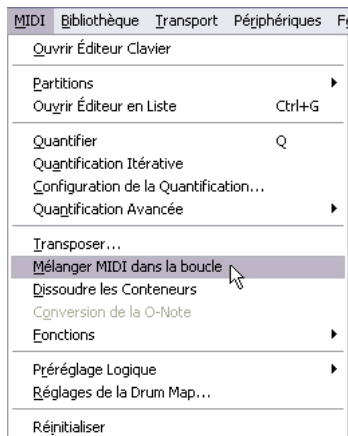 MIDI Bibliothèque Transport Périphériques
Ouvrir Éditeur Clavier
Partitions
Ouvrir Éditeur en Liste Ctrl+G
Quantifier Q
Quantification Itérative
Configuration de la Quantification...
Quantification Avancée
Transposer...
Mélanger MIDI dans la boucle
Dissoudre les Conteneurs
Conversion de la O-Note
Fonctions
Préréglage Logique
Réglages de la Drum Map...
Réinitialiser